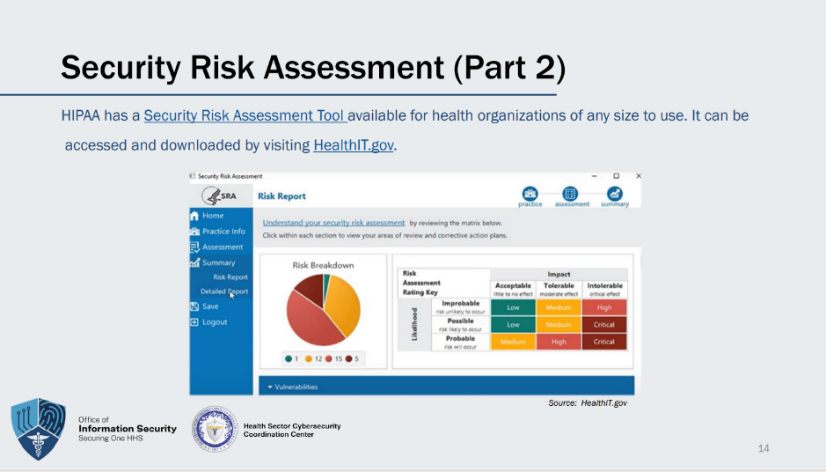 Security Risk Assessment (Part 2)
HIPAA has a Security Risk Assessment Tool available for health organizations of any size to use. It can be
accessed and downloaded by visiting HealthIT.gov.
Security Risk Assessment
SRA
Risk Report
practice assessment summary
Home
Practice Info
Assessment
Summary
Risk Report
Detailed Report
Save
Logout
Understand your security risk assessment by reviewing the matrix below.
Click within each section to view your areas of review and corrective action plans.
Risk Breakdown
1 12 15 5
Risk
Assessment
Rating Key
Impact
Acceptable Tolerable Intolerable
little to no effect moderate effect critical effect
Likelihood
Improbable
risk unlikely to occur
Low Medium High
Possible
risk likely to occur
Low Medium Critical
Probable
risk will occur
Medium High Critical
Vulnerabilities
Source: HealthIT.gov
Office of
Information Security
Securing One HHS
Health Sector Cybersecurity
Coordination Center
14